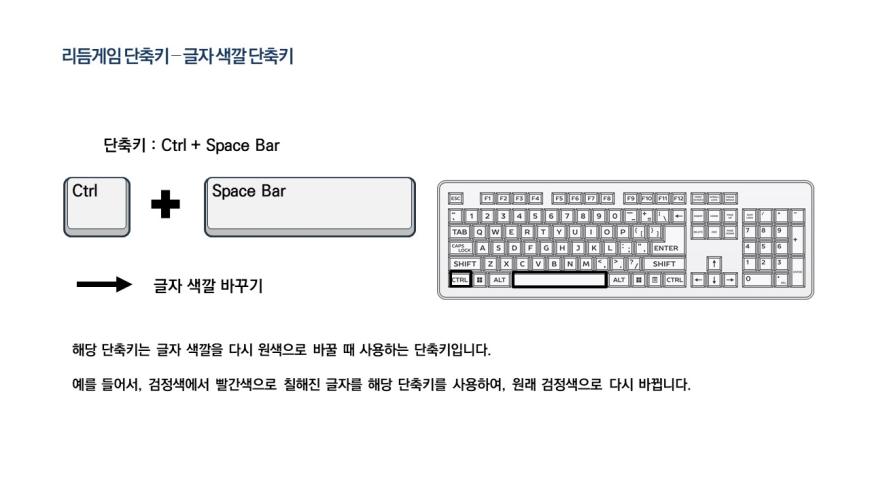 리듬게임 단축키 – 글자 색깔 단축키
단축키 : Ctrl + Space Bar
Ctrl
Space Bar
글자 색깔 바꾸기
ESC F1 F2 F3 F4 F5 F6 F7 F8 F9 F10 F11 F12
1 2 3 4 5 6 7 8 9 0 - + ←
TAB Q W E R T Y U I O P { [ } ]
CAPS LOCK A S D F G H J K L : ; " , ENTER
SHIFT Z X C V B N M < , > . ? / SHIFT
CTRL ALT ALT CTRL
↑
← ↓ →
/ * -
7 8 9 +
4 5 6
1 2 3
0 .
해당 단축키는 글자 색깔을 다시 원색으로 바꿀 때 사용하는 단축키입니다.
예를 들어서, 검정색에서 빨간색으로 칠해진 글자를 해당 단축키를 사용하여, 원래 검정색으로 다시 바뀝니다.